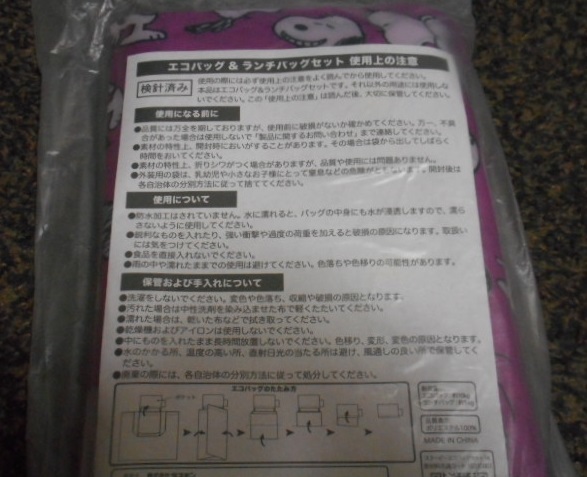 エコバッグ & ランチバッグセット 使用上の注意
検針済み
使用の際には必ず使用上の注意をよく読んでから使用してください。
本品はエコバッグ&ランチバッグセットです。それ以外の用途には使用しな
いでください。この「使用上の注意」は読んだ後、大切に保管してください。
使用になる前に
●品質には万全を期しておりますが、使用前に破損がないか確かめてください。万一、不具
合があった場合は使用しないで「製品に関するお問い合わせ」まで連絡してください。
●素材の特性上、開封時においがすることがあります。その場合は袋から出してしばらく
時間をおいてください。
●素材の特性上、折りシワがつく場合がありますが、品質や使用には問題ありません。
●外装用の袋は、乳幼児や小さなお子様にとって窒息などの危険がともないます。開封後は
各自治体の分別方法に従って捨ててください。
使用について
●防水加工はされていません。水に濡れると、バッグの中身にも水が浸透しますので、濡ら
さないように使用してください。
●鋭利なものを入れたり、強い衝撃や過度の荷重を加えると破損の原因になります。取扱い
には気をつけてください。
●食品を直接入れないでください。
●雨の中や濡れたままでの使用は避けてください。色落ちや色移りの可能性があります。
保管およびお手入れについて
●洗濯をしないでください。変色や色落ち、収縮や破損の原因となります。
●汚れた場合は中性洗剤を染み込ませた布で軽くたたいてください。
●濡れた場合は、乾いた布などで拭き取ってください。
●乾燥機およびアイロンは使用しないでください。
●中にものを入れたまま長時間放置しないでください。色移り、変形、変色の原因となります。
●水のかかる所、温度の高い所、直射日光の当たる所は避け、風通しの良い所で保管してく
ださい。
●廃棄の際には、各自治体の分別方法に従って処分してください。
エコバッグのたたみ方
ポケット
ポリエステル100%
MADE IN CHINA